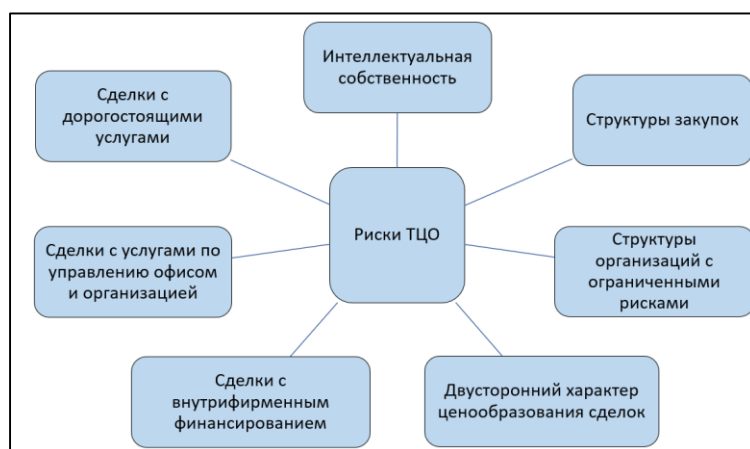 Интеллектуальная
собственность
Сделки с
дорогостоящими
услугами
Структуры закупок
Риски ТЦО
Сделки с услугами по
управлению офисом
и организацией
Структуры
организаций с
ограниченными
рисками
Сделки с
внутрифирменным
финансированием
Двусторонний характер
ценообразования сделок